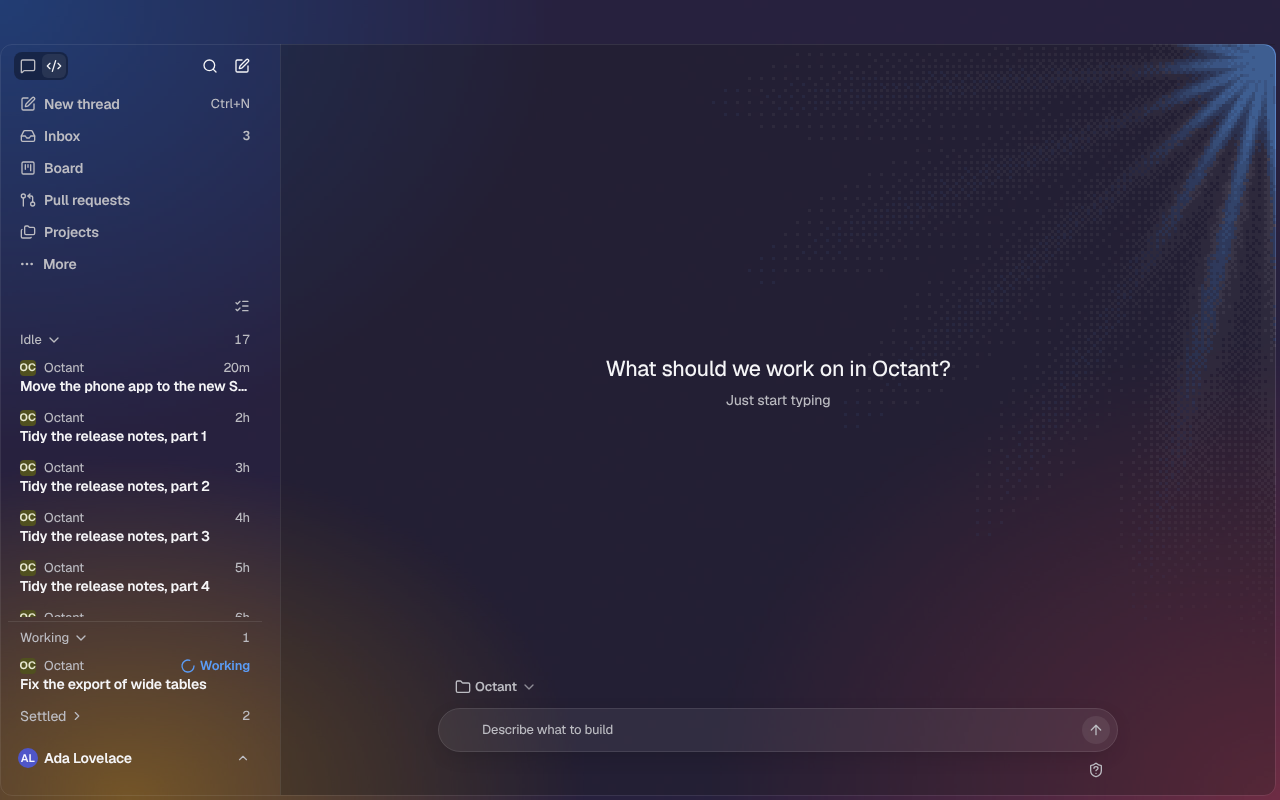 New thread Ctrl+N
Inbox 3
Board
Pull requests
Projects
More
Idle 17
OC Octant 20m
Move the phone app to the new S...
OC Octant 2h
Tidy the release notes, part 1
OC Octant 3h
Tidy the release notes, part 2
OC Octant 4h
Tidy the release notes, part 3
OC Octant 5h
Tidy the release notes, part 4
OC Octant 6h
Working 1
OC Octant Working
Fix the export of wide tables
Settled 2
AL Ada Lovelace
What should we work on in Octant?
Just start typing
Octant
Describe what to build